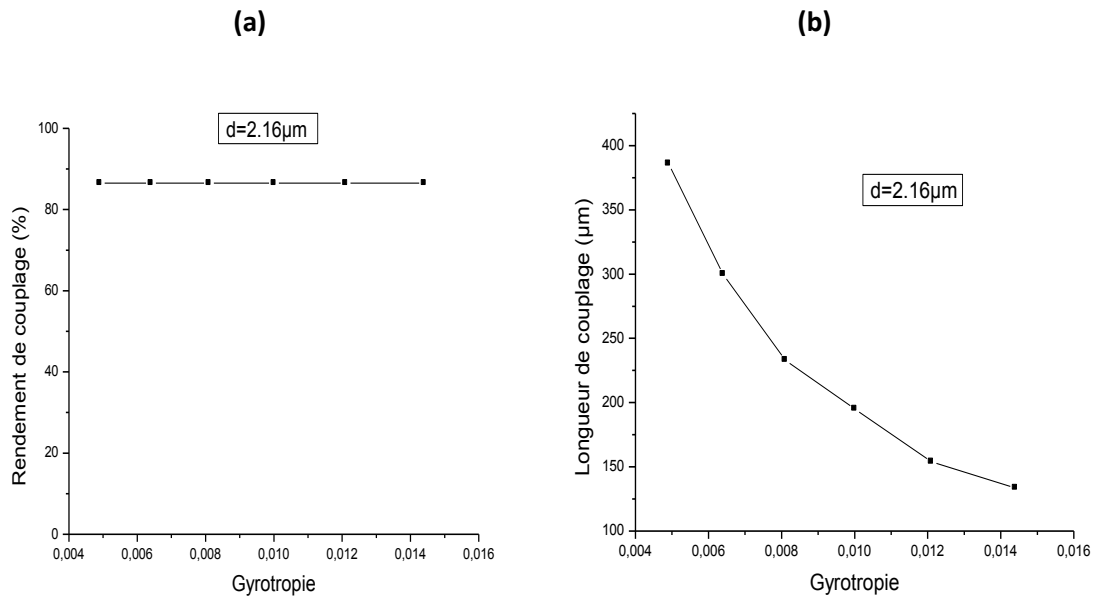 (a)
d=2.16µm
Rendement de couplage (%)
100
80
60
40
20
0
0,004 0,006 0,008 0,010 0,012 0,014 0,016
Gyrotropie
(b)
d=2.16µm
Longueur de couplage (µm)
400
350
300
250
200
150
100
0,004 0,006 0,008 0,010 0,012 0,014 0,016
Gyrotropie